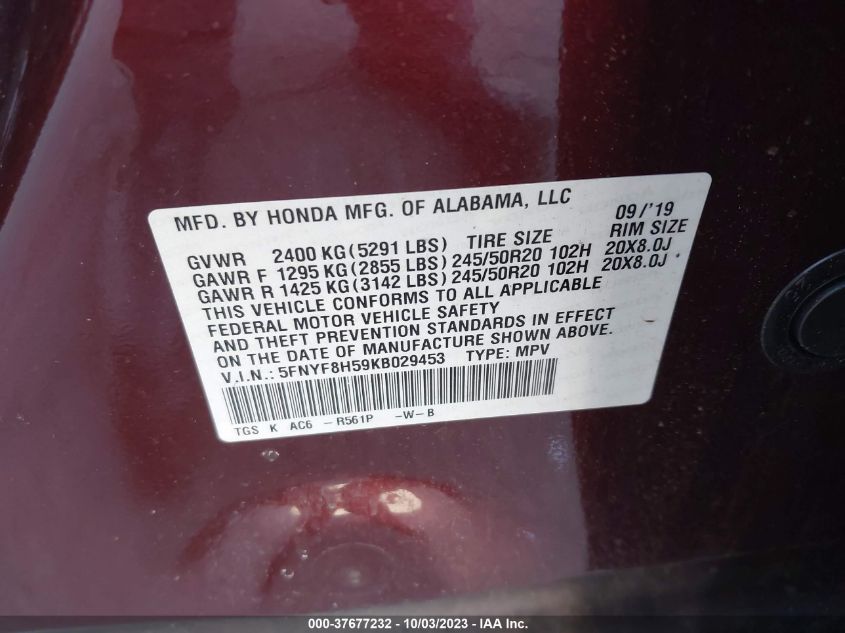 MFD. BY HONDA MFG. OF ALABAMA, LLC 09/'19
GVWR 2400 KG(5291 LBS) TIRE SIZE RIM SIZE
GAWR F 1295 KG(2855 LBS) 245/50R20 102H 20X8.0J
GAWR R 1425 KG(3142 LBS) 245/50R20 102H 20X8.0J
THIS VEHICLE CONFORMS TO ALL APPLICABLE
FEDERAL MOTOR VEHICLE SAFETY
AND THEFT PREVENTION STANDARDS IN EFFECT
ON THE DATE OF MANUFACTURE SHOWN ABOVE.
V.I.N.: 5FNYF8H59KB029453 TYPE: MPV
TGS K AC6 -R561P -W-B
000-37677232 - 10/03/2023 - IAA Inc.